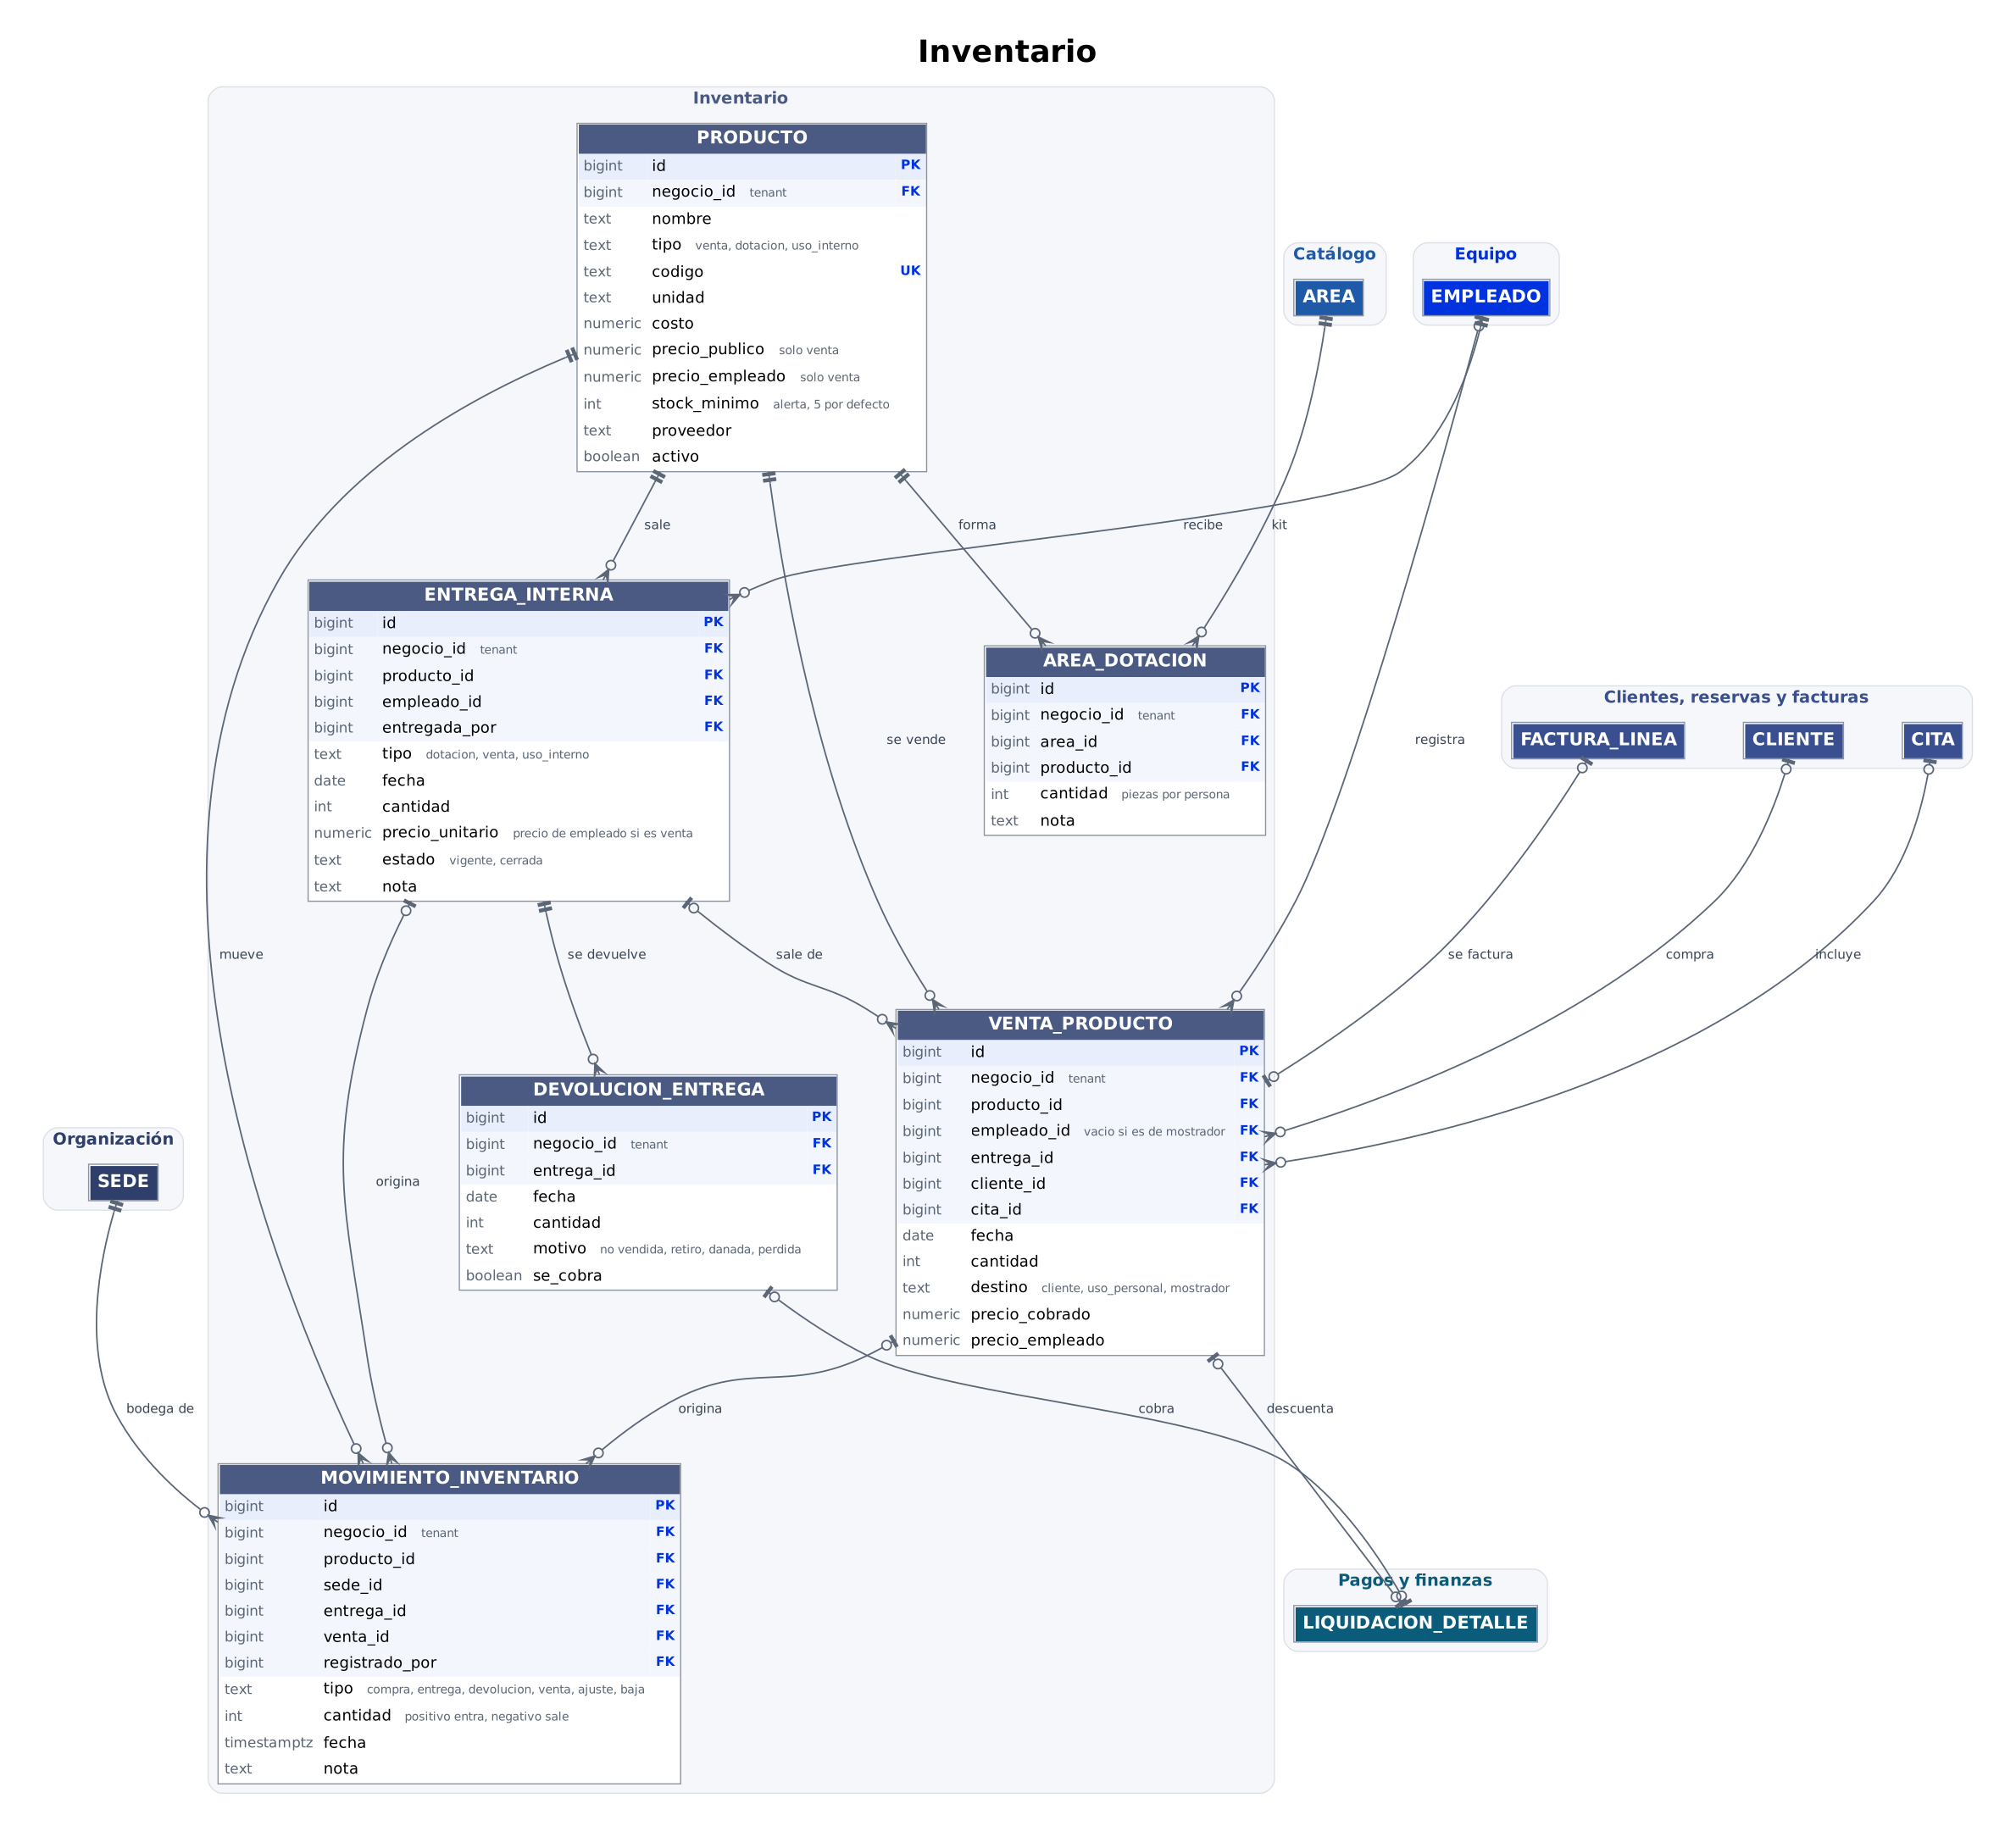 Inventario
Inventario
PRODUCTO
bigint id PK
bigint negocio_id tenant FK
text nombre
text tipo venta, dotacion, uso_interno
text codigo UK
text unidad
numeric costo
numeric precio_publico solo venta
numeric precio_empleado solo venta
int stock_minimo alerta, 5 por defecto
text proveedor
boolean activo
Catálogo
AREA
Equipo
EMPLEADO
sale
forma
recibe
kit
ENTREGA_INTERNA
bigint id PK
bigint negocio_id tenant FK
bigint producto_id FK
bigint empleado_id FK
bigint entregada_por FK
text tipo dotacion, venta, uso_interno
date fecha
int cantidad
numeric precio_unitario precio de empleado si es venta
text estado vigente, cerrada
text nota
AREA_DOTACION
bigint id PK
bigint negocio_id tenant FK
bigint area_id FK
bigint producto_id FK
int cantidad piezas por persona
text nota
se vende
registra
Clientes, reservas y facturas
FACTURA_LINEA
CLIENTE
CITA
mueve
se devuelve
sale de
se factura
compra
incluye
VENTA_PRODUCTO
bigint id PK
bigint negocio_id tenant FK
bigint producto_id FK
bigint empleado_id vacio si es de mostrador FK
bigint entrega_id FK
bigint cliente_id FK
bigint cita_id FK
date fecha
int cantidad
text destino cliente, uso_personal, mostrador
numeric precio_cobrado
numeric precio_empleado
DEVOLUCION_ENTREGA
bigint id PK
bigint negocio_id tenant FK
bigint entrega_id FK
date fecha
int cantidad
text motivo no vendida, retiro, danada, perdida
boolean se_cobra
Organización
SEDE
origina
bodega de
origina
cobra
descuenta
MOVIMIENTO_INVENTARIO
bigint id PK
bigint negocio_id tenant FK
bigint producto_id FK
bigint sede_id FK
bigint entrega_id FK
bigint venta_id FK
bigint registrado_por FK
text tipo compra, entrega, devolucion, venta, ajuste, baja
int cantidad positivo entra, negativo sale
timestamptz fecha
text nota
Pagos y finanzas
LIQUIDACION_DETALLE